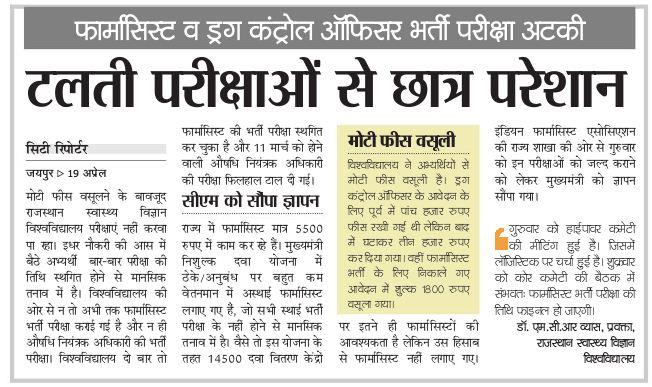 फार्मासिस्ट व ड्रग कंट्रोल ऑफिसर भर्ती परीक्षा अटकी
टलती परीक्षाओं से छात्र परेशान
सिटी रिपोर्टर
जयपुर ▷ 19 अप्रेल
मोटी फीस वसूलने के बावजूद
राजस्थान स्वास्थ्य विज्ञान
विश्वविद्यालय परीक्षाएं नहीं करवा
पा रहा। इधर नौकरी की आस में
बैठे अभ्यर्थी बार-बार परीक्षा की
तिथि स्थगित होने से मानसिक
तनाव में है। विश्वविद्यालय की
ओर से न तो अभी तक फार्मासिस्ट
भर्ती परीक्षा कराई गई है और न ही
औषधि नियंत्रक अधिकारी की भर्ती
परीक्षा। विश्वविद्यालय दो बार तो
फार्मासिस्ट की भर्ती परीक्षा स्थगित
कर चुका है और 11 मार्च को होने
वाली औषधि नियंत्रक अधिकारी
की परीक्षा फिलहाल टाल दी गई।
सीएम को सौंपा ज्ञापन
राज्य में फार्मासिस्ट मात्र 5500
रुपए में काम कर रहे हैं। मुख्यमंत्री
निशुल्क दवा योजना में
ठेके/अनुबंध पर बहुत कम
वेतनमान में अस्थाई फार्मासिस्ट
लगाए गए है, जो सभी स्थाई भर्ती
परीक्षा के नहीं होने से मानसिक
तनाव में है। वैसे तो इस योजना के
तहत 14500 दवा वितरण केन्द्रों
मोटी फीस वसूली
विश्वविद्यालय ने अभ्यर्थियों से
मोटी फीस वसूली है। ड्रग
कंट्रोल ऑफिसर के आवेदन के
लिए पूर्व में पांच हजार रुपए
फीस रखी गई थी लेकिन बाद
में घटाकर तीन हजार रुपए
कर दिया गया। वहीं फार्मासिस्ट
भर्ती के लिए निकाले गए
आवेदन में शुल्क 1800 रुपए
वसूला गया।
पर इतने ही फार्मासिस्टों की
आवश्यकता है लेकिन उस हिसाब
से फार्मासिस्ट नहीं लगाए गए।
इंडियन फार्मासिस्ट एसोसिएशन
की राज्य शाखा की ओर से गुरुवार
को इन परीक्षाओं को जल्द कराने
को लेकर मुख्यमंत्री को ज्ञापन
सौंपा गया।
गुरुवार को हाईपावर कमेटी
की मीटिंग हुई है। जिसमें
लॉजिस्टिक पर चर्चा हुई है। शुक्रवार
को कोर कमेटी की बैठक में
संभवतः फार्मासिस्ट भर्ती परीक्षा की
तिथि फाइनल हो जाएगी।
डॉ. एम.सी.आर व्यास, प्रवक्ता,
राजस्थान स्वास्थ्य विज्ञान
विश्वविद्यालय